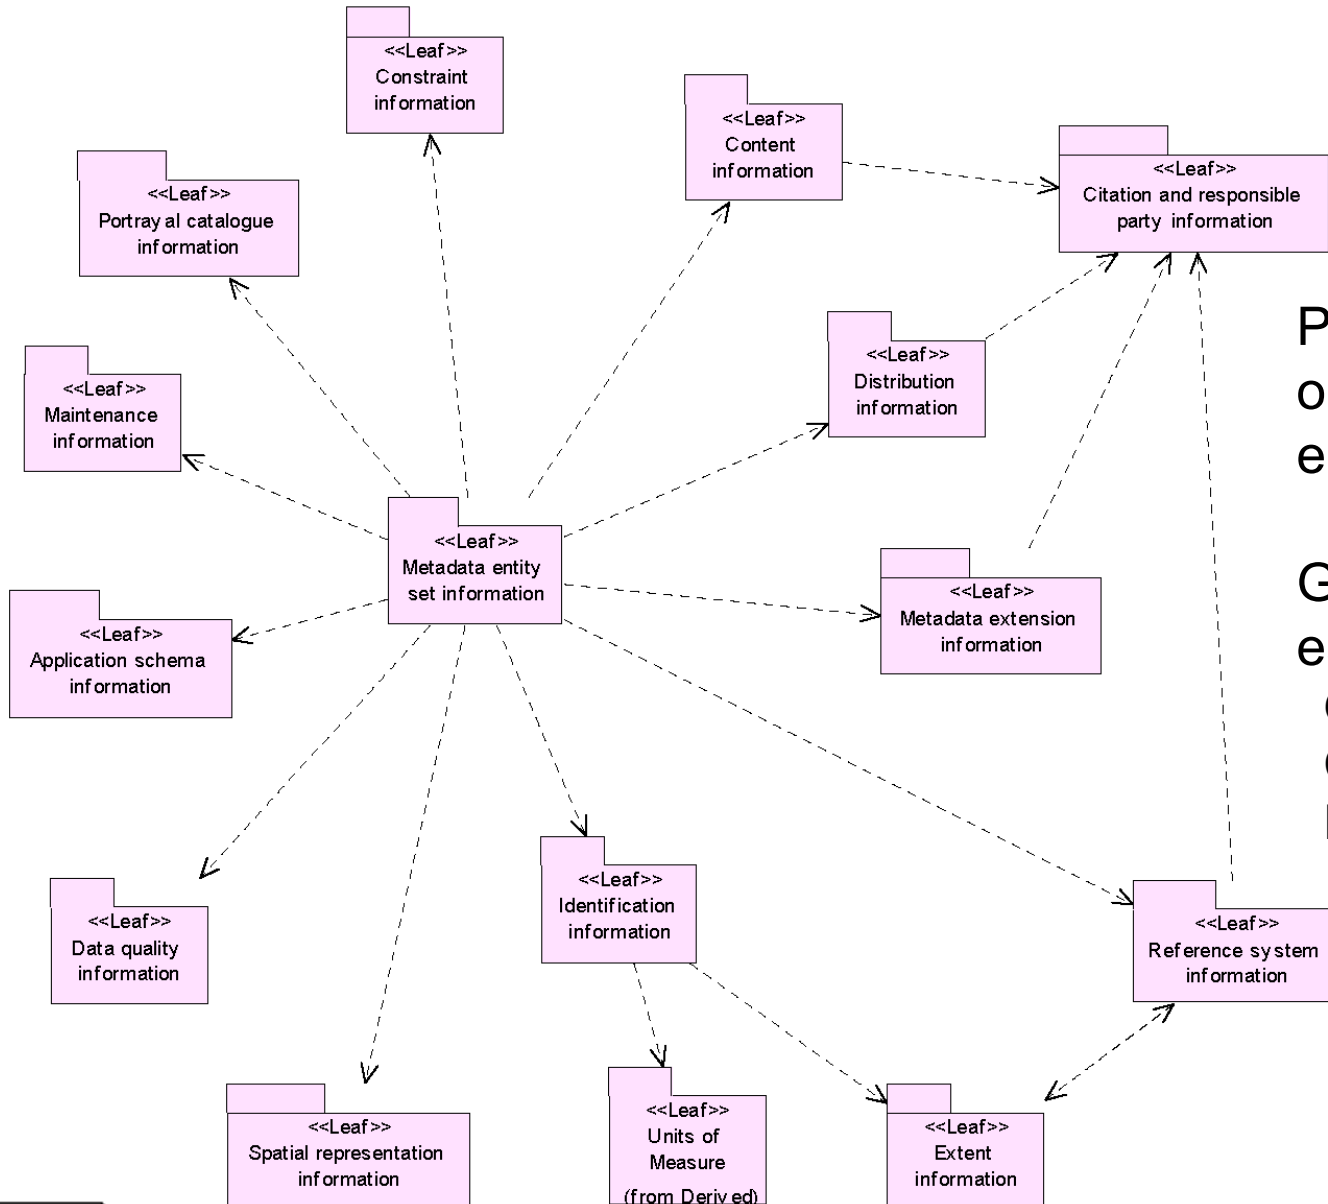 <<Leaf>>
Constraint
information
<<Leaf>>
Content
information
<<Leaf>>
Citation and responsible
party information
<<Leaf>>
Portrayal catalogue
information
<<Leaf>>
Distribution
information
<<Leaf>>
Maintenance
information
<<Leaf>>
Metadata entity
set information
<<Leaf>>
Metadata extension
information
<<Leaf>>
Application schema
information
<<Leaf>>
Data quality
information
<<Leaf>>
Identification
information
<<Leaf>>
Reference system
information
<<Leaf>>
Spatial representation
information
<<Leaf>>
Units of
Measure
(from Derived)
<<Leaf>>
Extent
information
P
o
e
G
e